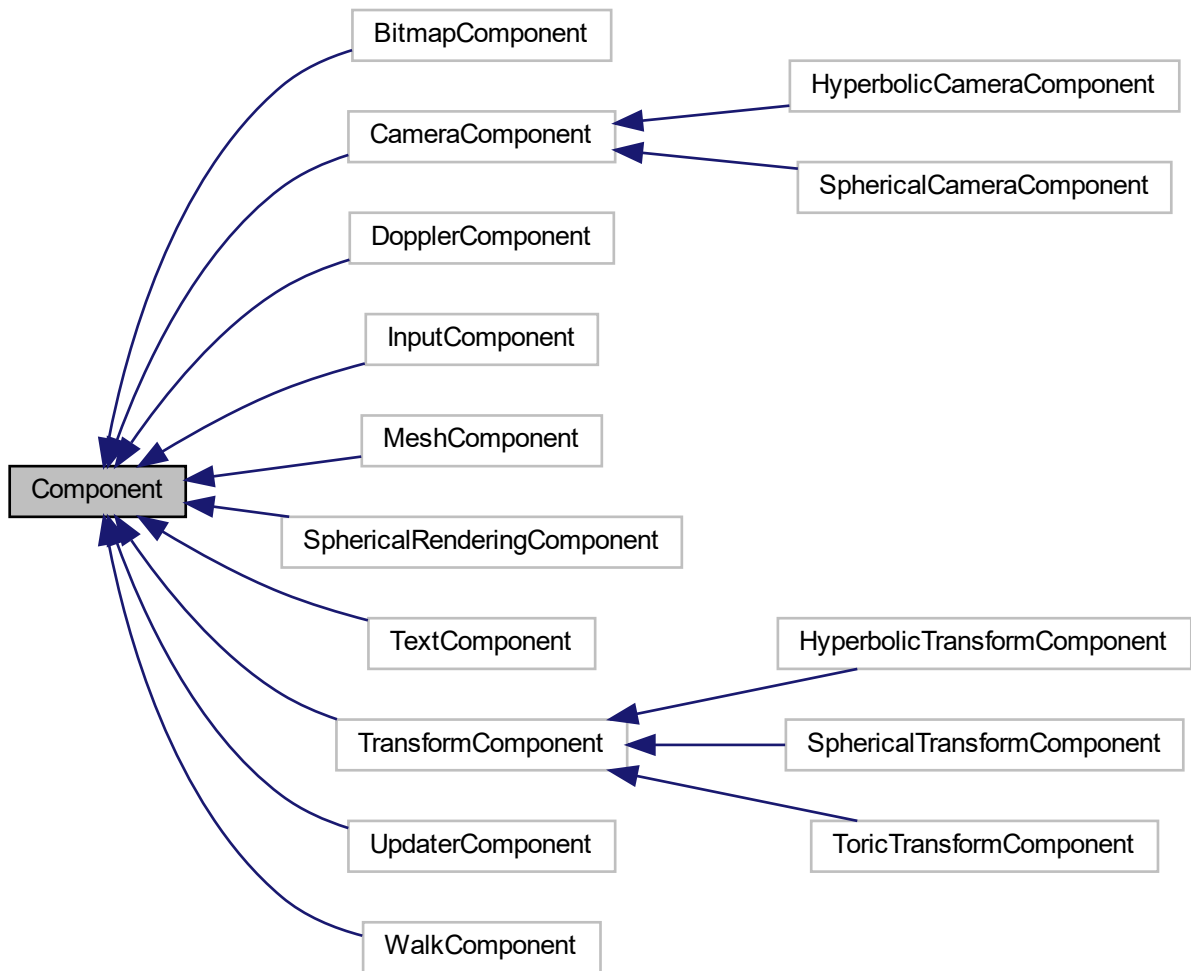 BitmapComponent
HyperbolicCameraComponent
CameraComponent
SphericalCameraComponent
DopplerComponent
InputComponent
MeshComponent
Component
SphericalRenderingComponent
TextComponent
HyperbolicTransformComponent
TransformComponent
SphericalTransformComponent
UpdaterComponent
ToricTransformComponent
WalkComponent